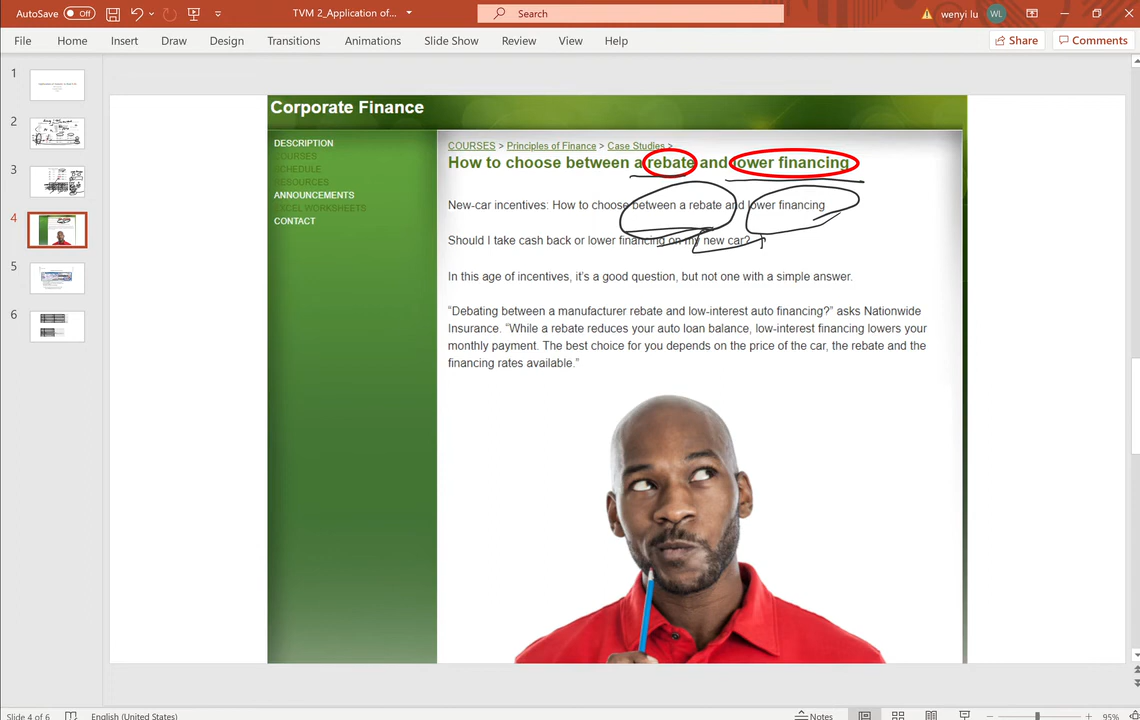 AutoSave Off TVM 2_Application of... Search wenyi lu WL
File Home Insert Draw Design Transitions Animations Slide Show Review View Help Share Comments
1
2
3
4
5
6
Corporate Finance
DESCRIPTION
COURSES
SCHEDULE
RESOURCES
ANNOUNCEMENTS
EXCEL WORKSHEETS
CONTACT
COURSES > Principles of Finance > Case Studies >
How to choose between a rebate and lower financing
New-car incentives: How to choose between a rebate and lower financing
Should I take cash back or lower financing on my new car?
In this age of incentives, it's a good question, but not one with a simple answer.
“Debating between a manufacturer rebate and low-interest auto financing?” asks Nationwide
Insurance. “While a rebate reduces your auto loan balance, low-interest financing lowers your
monthly payment. The best choice for you depends on the price of the car, the rebate and the
financing rates available.”
Slide 4 of 6 English (United States) Notes 95%